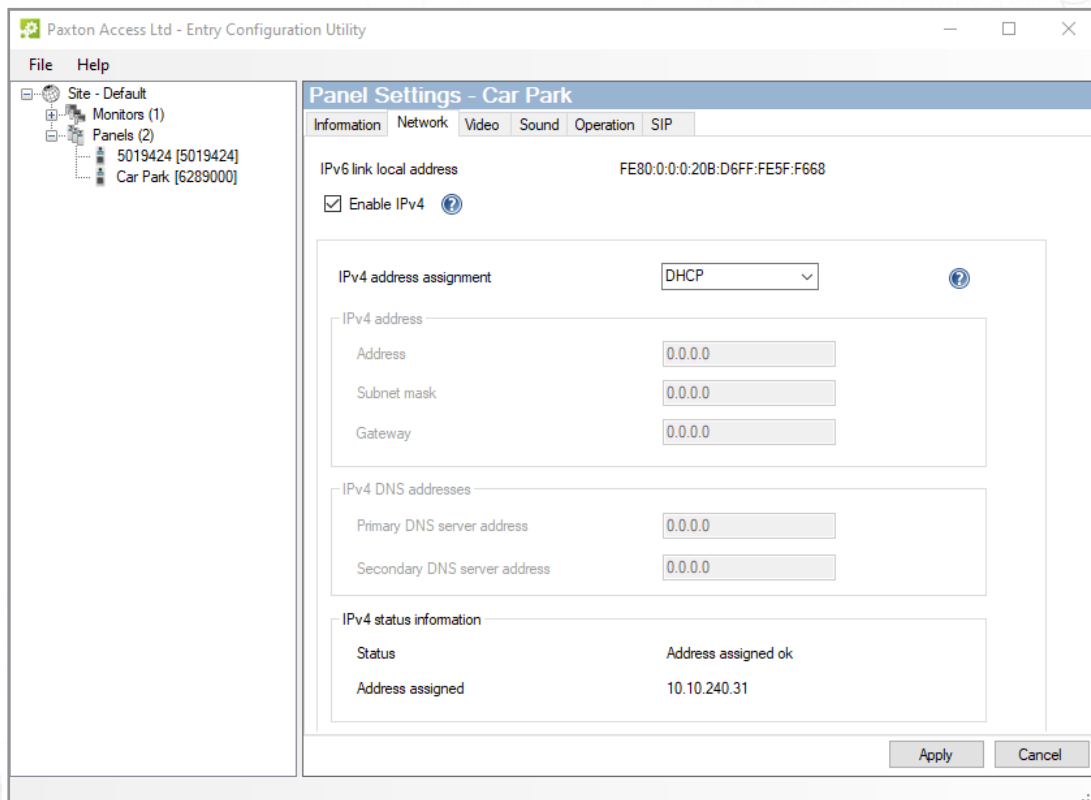 Paxton Access Ltd - Entry Configuration Utility
File Help
Site - Default
Monitors (1)
Panels (2)
5019424 [5019424]
Car Park [6289000]
Panel Settings - Car Park
Information Network Video Sound Operation SIP
IPv6 link local address FE80:0:0:0:20B:D6FF:FE5F:F668
Enable IPv4 ?
IPv4 address assignment DHCP ?
IPv4 address
Address 0.0.0.0
Subnet mask 0.0.0.0
Gateway 0.0.0.0
IPv4 DNS addresses
Primary DNS server address 0.0.0.0
Secondary DNS server address 0.0.0.0
IPv4 status information
Status Address assigned ok
Address assigned 10.10.240.31
Apply Cancel